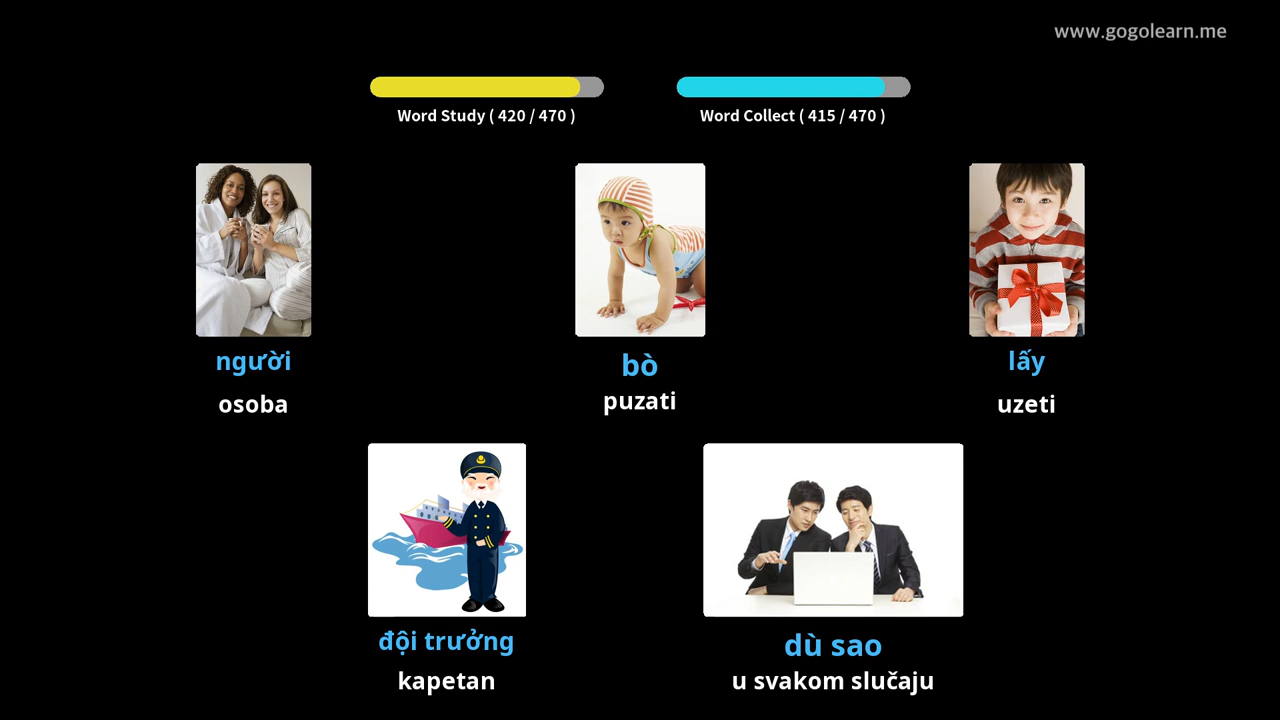 www.gogolearn.me
Word Study ( 420 / 470 )
Word Collect ( 415 / 470 )
người
bò
lấy
osoba
puzati
uzeti
đội trưởng
dù sao
kapetan
u svakom slučaju